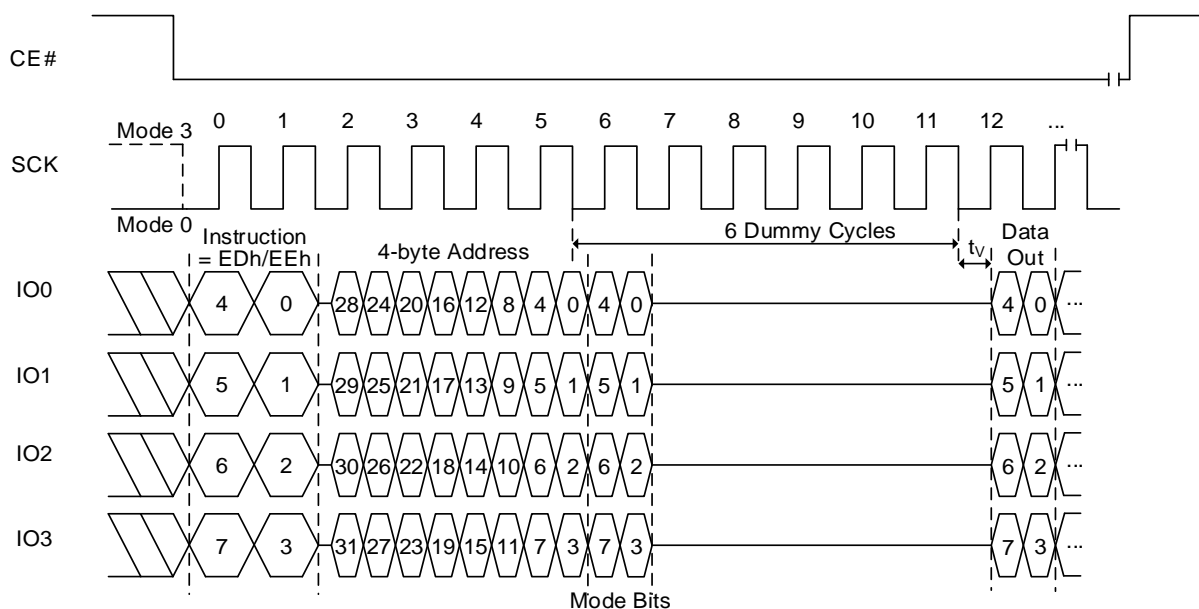 CE#
0 1 2 3 4 5 6 7 8 9 10 11 12 ...
Mode 3
SCK
Mode 0
Instruction
= EDh/EEh
4-byte Address
6 Dummy Cycles
tV
Data
Out
IO0
4 0 28 24 20 16 12 8 4 0 4 0 4 0 ...
IO1
5 1 29 25 21 17 13 9 5 1 5 1 5 1 ...
IO2
6 2 30 26 22 18 14 10 6 2 6 2 6 2 ...
IO3
7 3 31 27 23 19 15 11 7 3 7 3 7 3 ...
Mode Bits